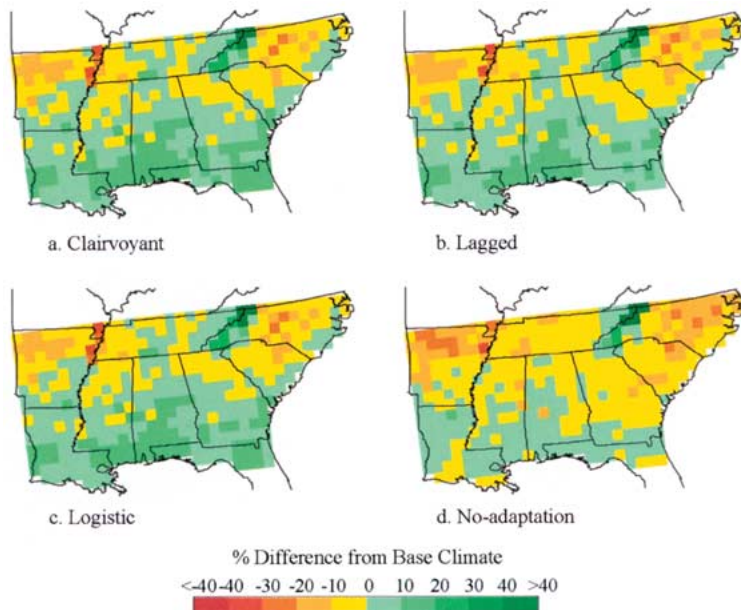 a. Clairvoyant
b. Lagged
c. Logistic
d. No-adaptation
% Difference from Base Climate
<-40 -40 -30 -20 -10 0 10 20 30 >40